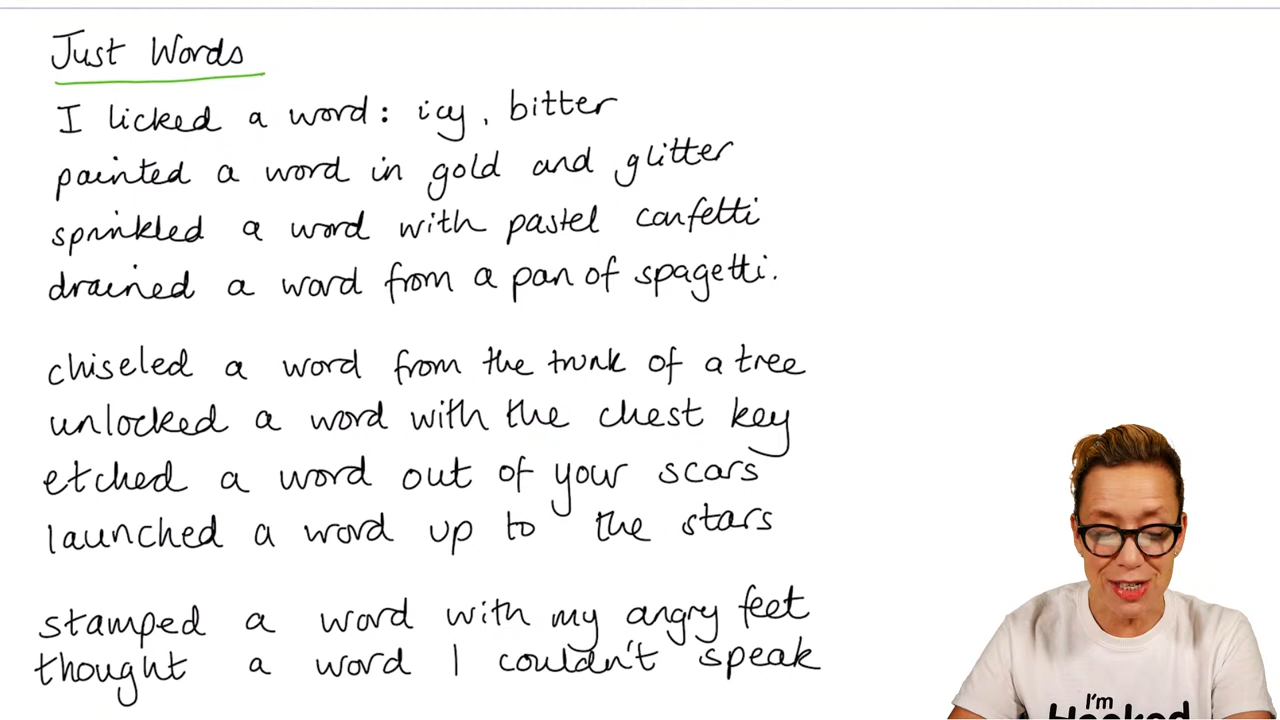 Just Words
I licked a word: icy, bitter
painted a word in gold and glitter
sprinkled a word with pastel confetti
drained a word from a pan of spagetti.
chiseled a word from the trunk of a tree
unlocked a word with the chest key
etched a word out of your scars
launched a word up to the stars
stamped a word with my angry feet
thought a word I couldn't speak
I'm
Hooked